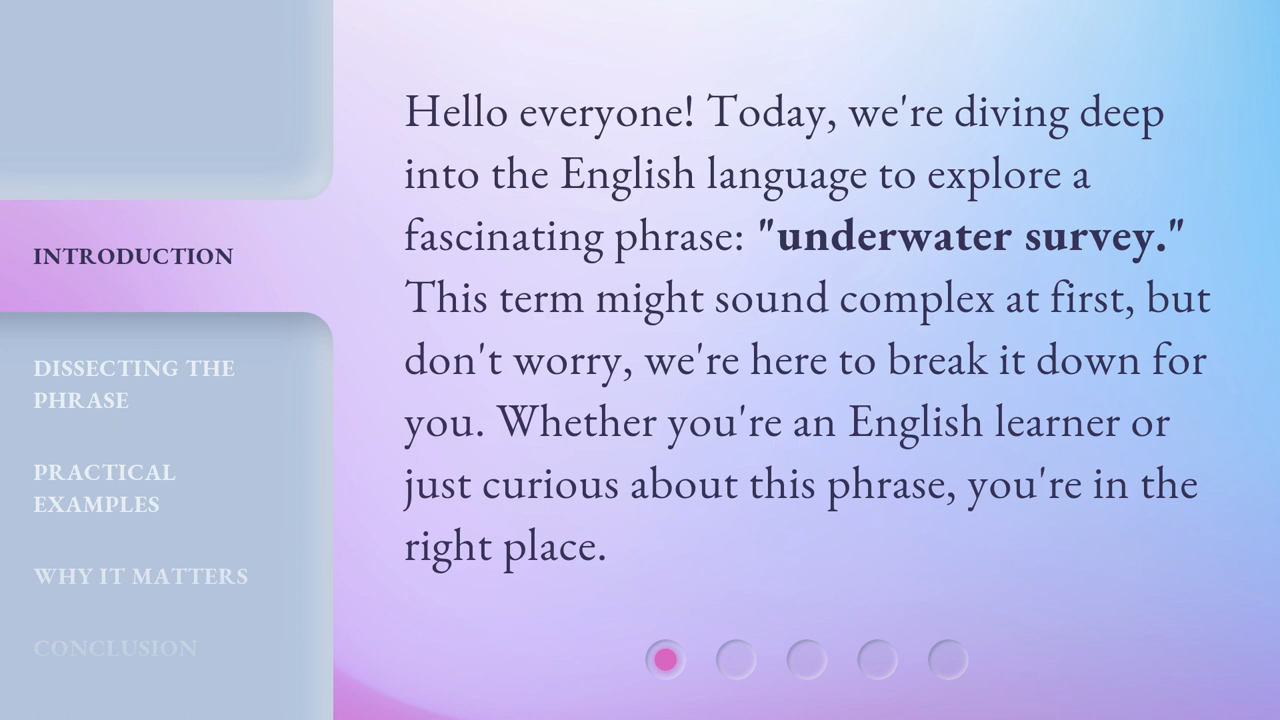 INTRODUCTION
DISSECTING THE
PHRASE
PRACTICAL
EXAMPLES
WHY IT MATTERS
CONCLUSION
Hello everyone! Today, we're diving deep
into the English language to explore a
fascinating phrase: "underwater survey."
This term might sound complex at first, but
don't worry, we're here to break it down for
you. Whether you're an English learner or
just curious about this phrase, you're in the
right place.